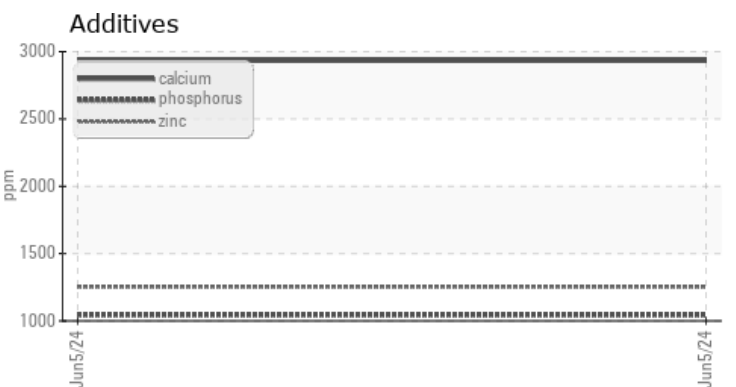 Additives
3000
calcium
phosphorus
2500
zinc
ppm
2000
1500
1000
Jun5/24
Jun5/24